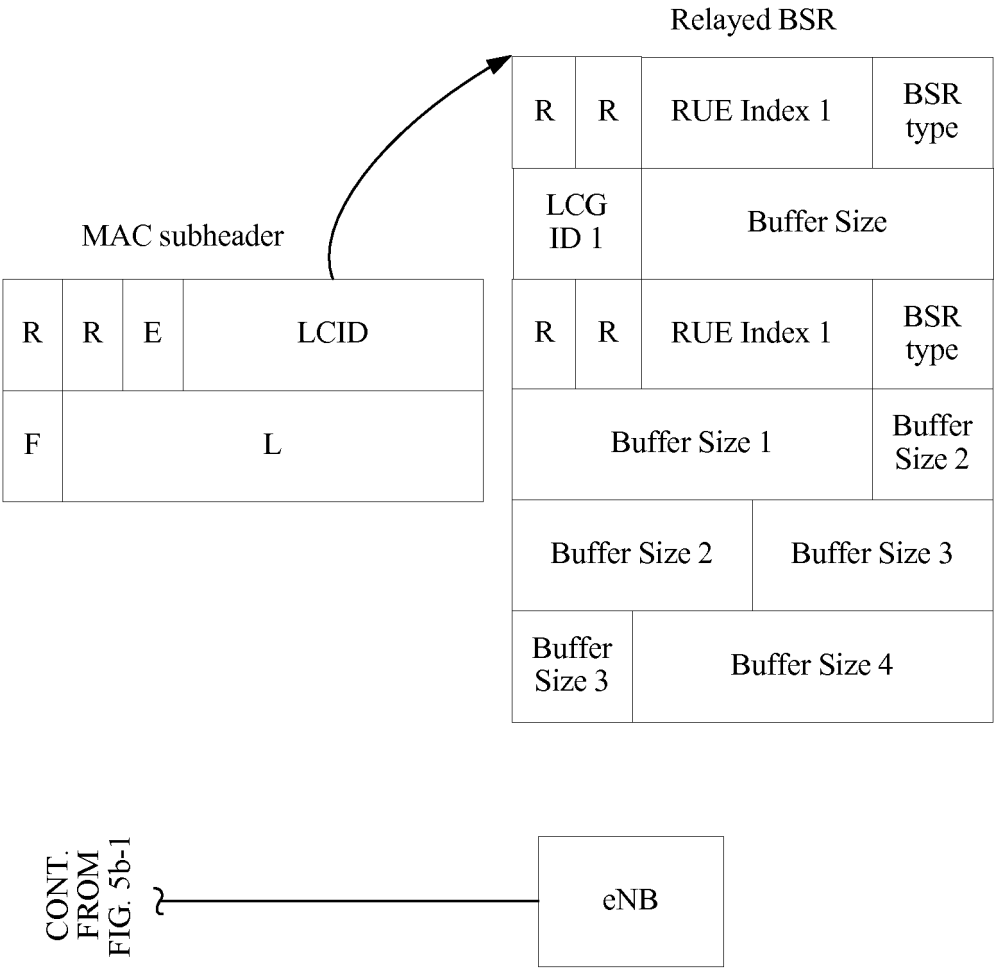 Relayed BSR
R R RUE Index 1 BSR
type
LCG
ID 1 Buffer Size
MAC subheader
R R E LCID
R R RUE Index 1 BSR
type
F L
Buffer Size 1 Buffer
Size 2
Buffer Size 2 Buffer Size 3
Buffer
Size 3 Buffer Size 4
CONT.
FROM
FIG. 5b-1
eNB